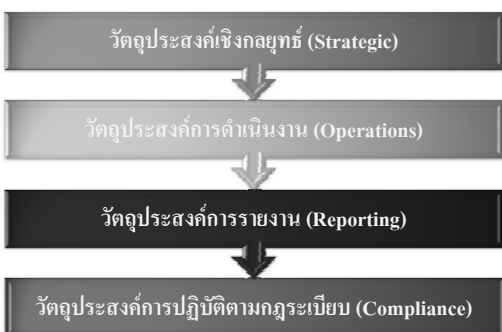 วัตถุประสงค์เชิงกลยุทธ์ (Strategic)
วัตถุประสงค์การดำเนินงาน (Operations)
วัตถุประสงค์การรายงาน (Reporting)
วัตถุประสงค์การปฏิบัติตามกฎระเบียบ (Compliance)